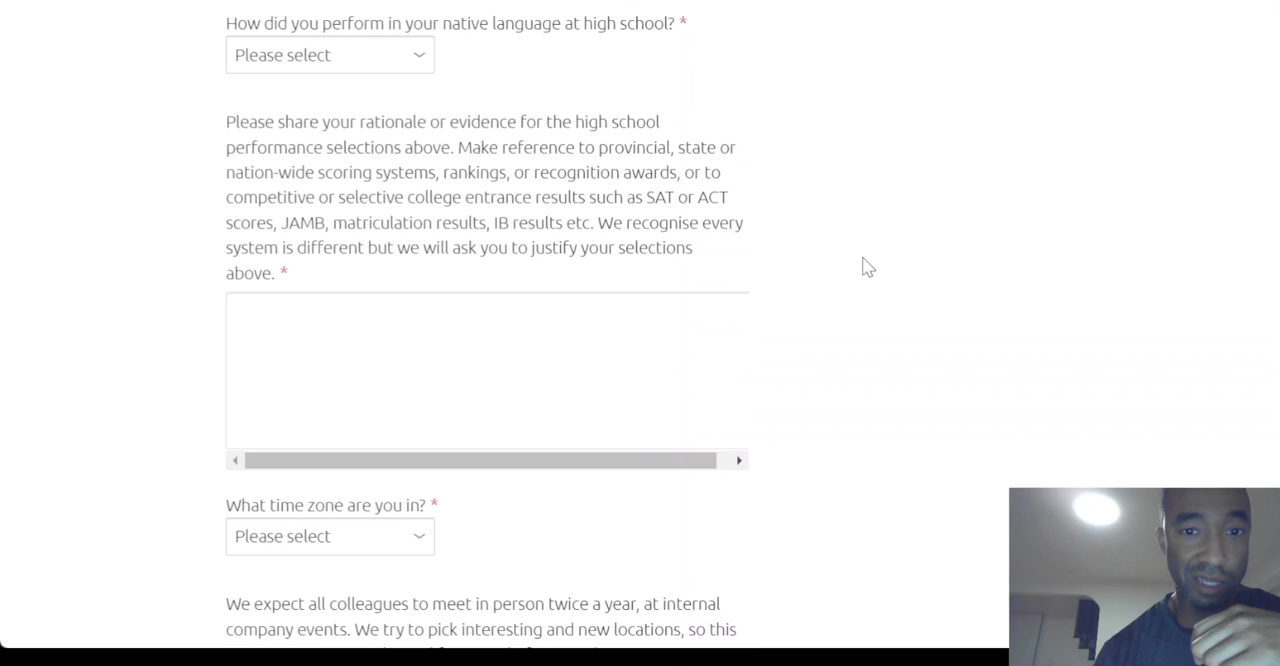 How did you perform in your native language at high school? *
Please select
Please share your rationale or evidence for the high school
performance selections above. Make reference to provincial, state or
nation-wide scoring systems, rankings, or recognition awards, or to
competitive or selective college entrance results such as SAT or ACT
scores, JAMB, matriculation results, IB results etc. We recognise every
system is different but we will ask you to justify your selections
above. *
What time zone are you in? *
Please select
We expect all colleagues to meet in person twice a year, at internal
company events. We try to pick interesting and new locations, so this